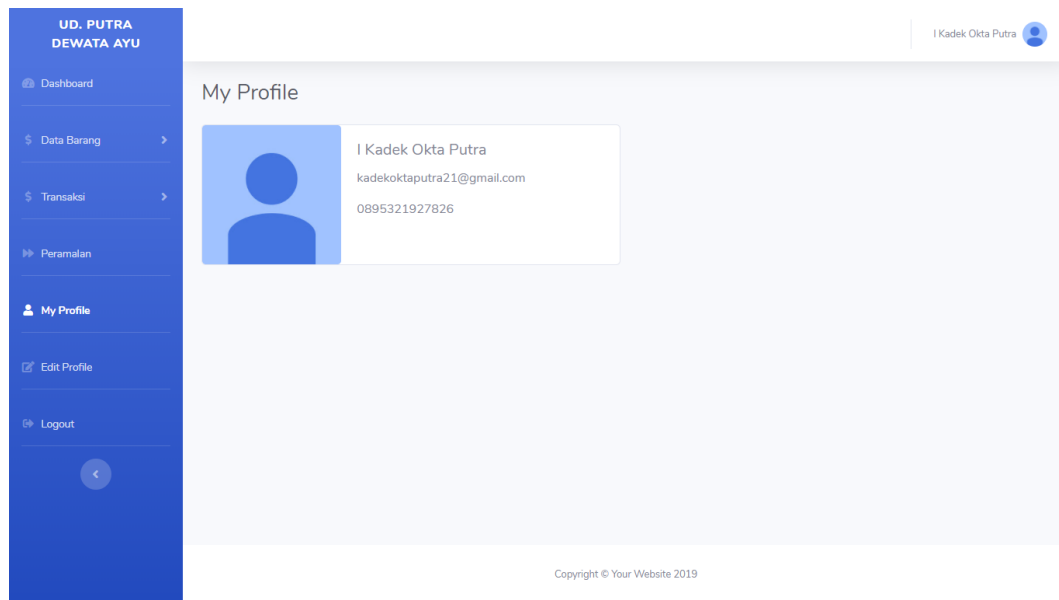 UD. PUTRA
DEWATA AYU
Dashboard
Data Barang
Transaksi
Peramalan
My Profile
Edit Profile
Logout
I Kadek Okta Putra
My Profile
I Kadek Okta Putra
kadekoktaputra21@gmail.com
0895321927826
Copyright © Your Website 2019